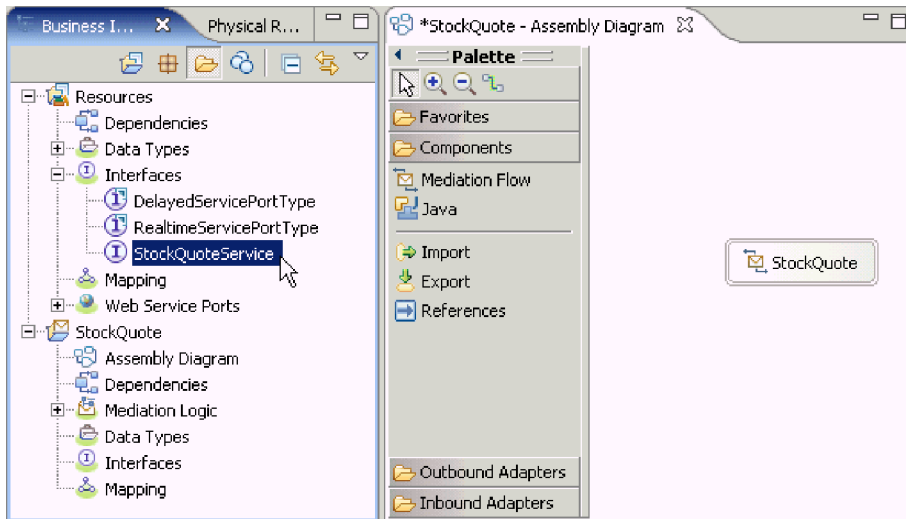 Business I...
Physical R...
*StockQuote - Assembly Diagram
Resources
Dependencies
Data Types
Interfaces
DelayedServicePortType
RealtimeServicePortType
StockQuoteService
Mapping
Web Service Ports
StockQuote
Assembly Diagram
Dependencies
Mediation Logic
Data Types
Interfaces
Mapping
Palette
Favorites
Components
Mediation Flow
Java
Import
Export
References
Outbound Adapters
Inbound Adapters
StockQuote